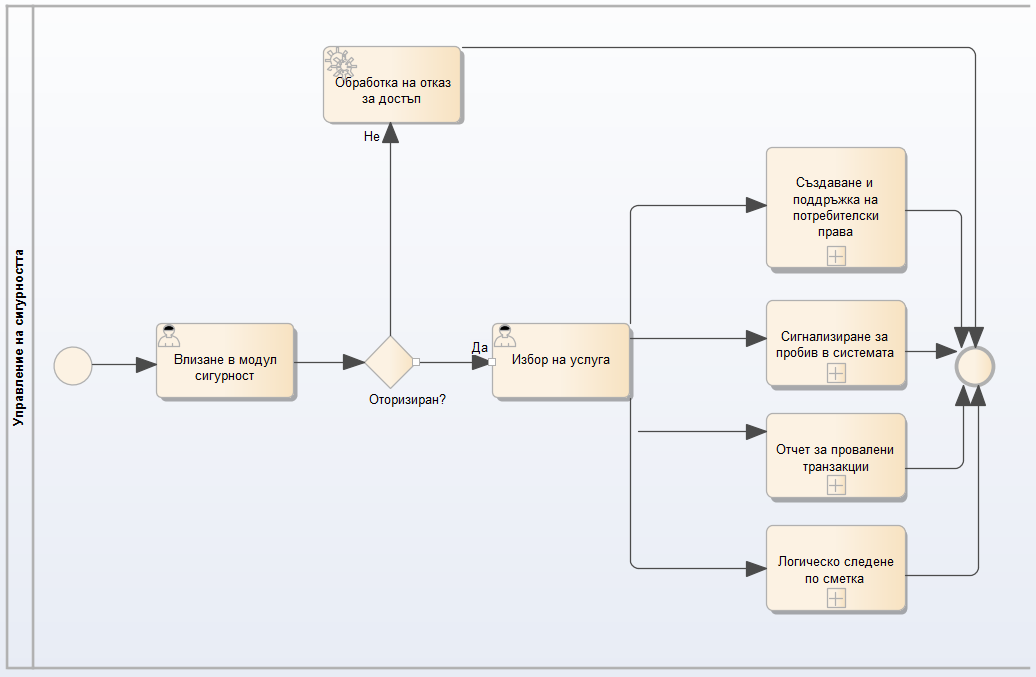 Управление на сигурността
Обработка на отказ
за достъп
Не
Влизане в модул
сигурност
Оторизиран?
Да
Избор на услуга
Създаване и
поддръжка на
потребителски
права
Сигнализиране за
пробив в системата
Отчет за провалени
транзакции
Логическо следене
по сметка